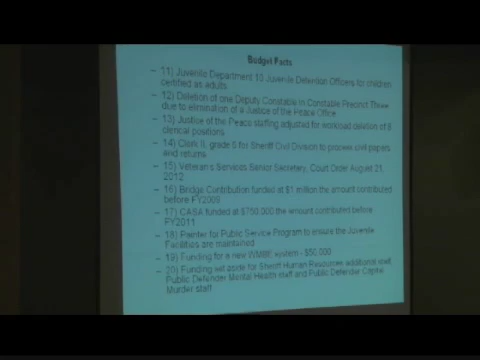 Budget Facts
– 11) Juvenile Department 10 Juvenile Detention Officers for children
certified as adults
– 12) Deletion of one Deputy Constable in Constable Precinct Three
due to elimination of a Justice of the Peace Office
– 13) Justice of the Peace staffing adjusted for workload deletion of 8
clerical positions
– 14) Clerk II, grade 5 for Sheriff Civil Division to process civil papers
and returns
– 15) Veteran's Services Senior Secretary, Court Order August 21,
2012
– 16) Bridge Contribution funded at $1 million the amount contributed
before FY2009
– 17) CASA funded at $750,000 the amount contributed before
FY2011
– 18) Painter for Public Service Program to ensure the Juvenile
Facilities are maintained
– 19) Funding for a new system - $50,000
– 20) Funding set aside for Sheriff Human Resources additional staff,
Public Defender Mental Health staff and Public Defender Capital
Murder staff